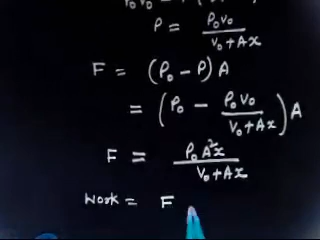 P = P₀V₀ / V₀ + Ax
F = (P₀ − P) A
= (P₀ − P₀V₀ / V₀ + Ax) A
F = P₀A²x / V₀ + Ax
Work = F